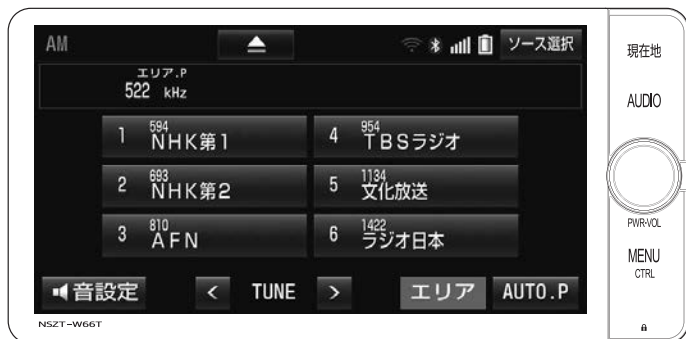 AM ソース選択
エリア.P
522 kHz
1 594 NHK第1
2 693 NHK第2
3 810 AFN
4 954 TBSラジオ
5 1134 文化放送
6 1422 ラジオ日本
音設定 < TUNE > エリア AUTO.P
NSZT-W66T
現在地
AUDIO
PWR·VOL
MENU
CTRL